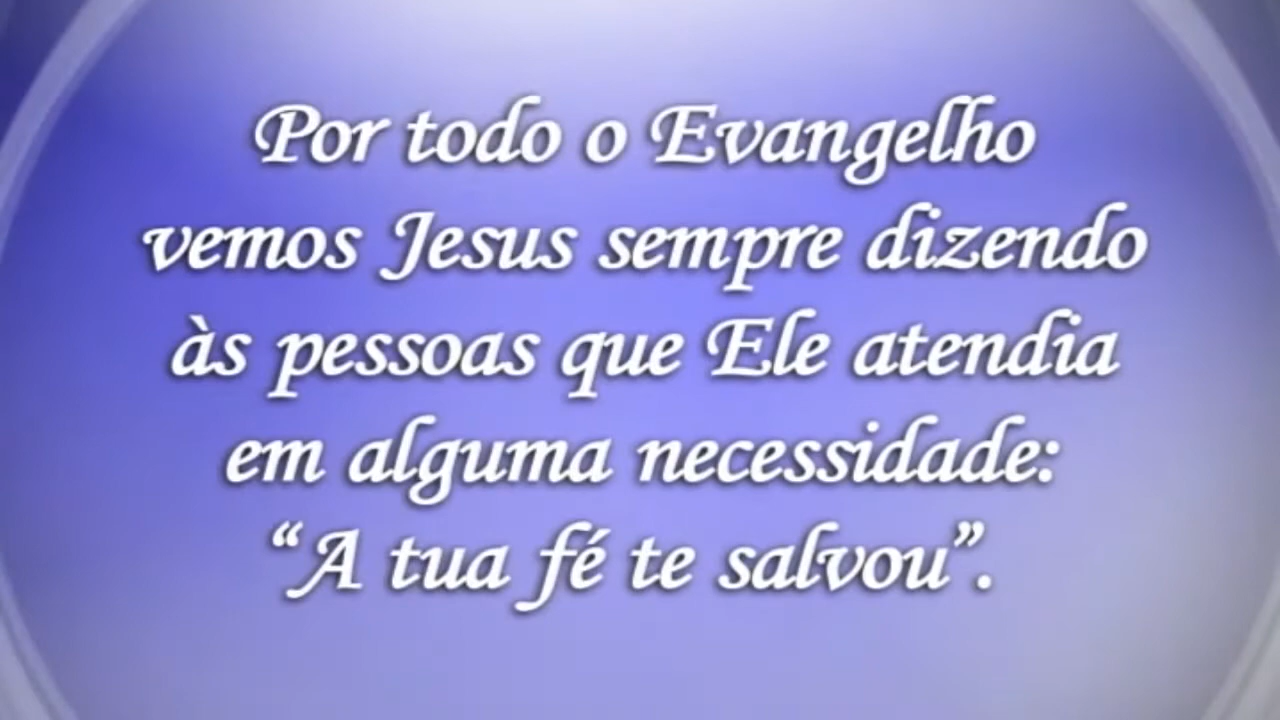 Por todo o Evangelho
vemos Jesus sempre dizendo
às pessoas que Ele atendia
em alguma necessidade:
“A tua fé te salvou”.